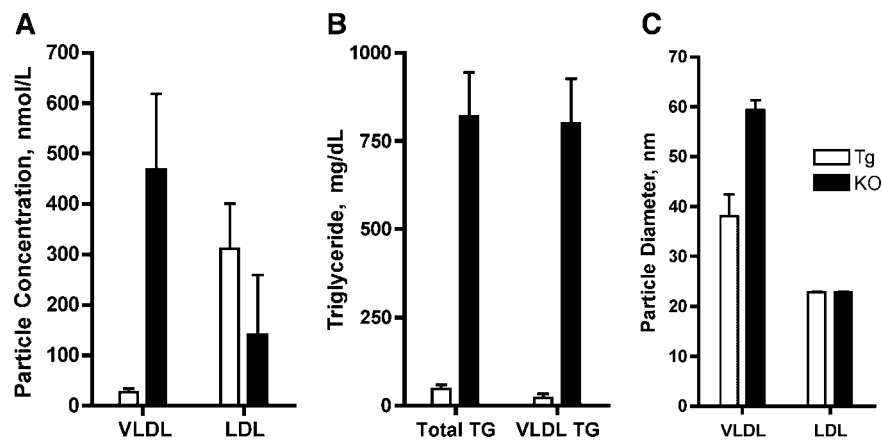 A
Particle Concentration, nmol/L
700
600
500
400
300
200
100
0
VLDL LDL
B
Triglyceride, mg/dL
1000
750
500
250
0
Total TG VLDL TG
C
Particle Diameter, nm
70
60
50
40
30
20
10
0
VLDL LDL
Tg
KO